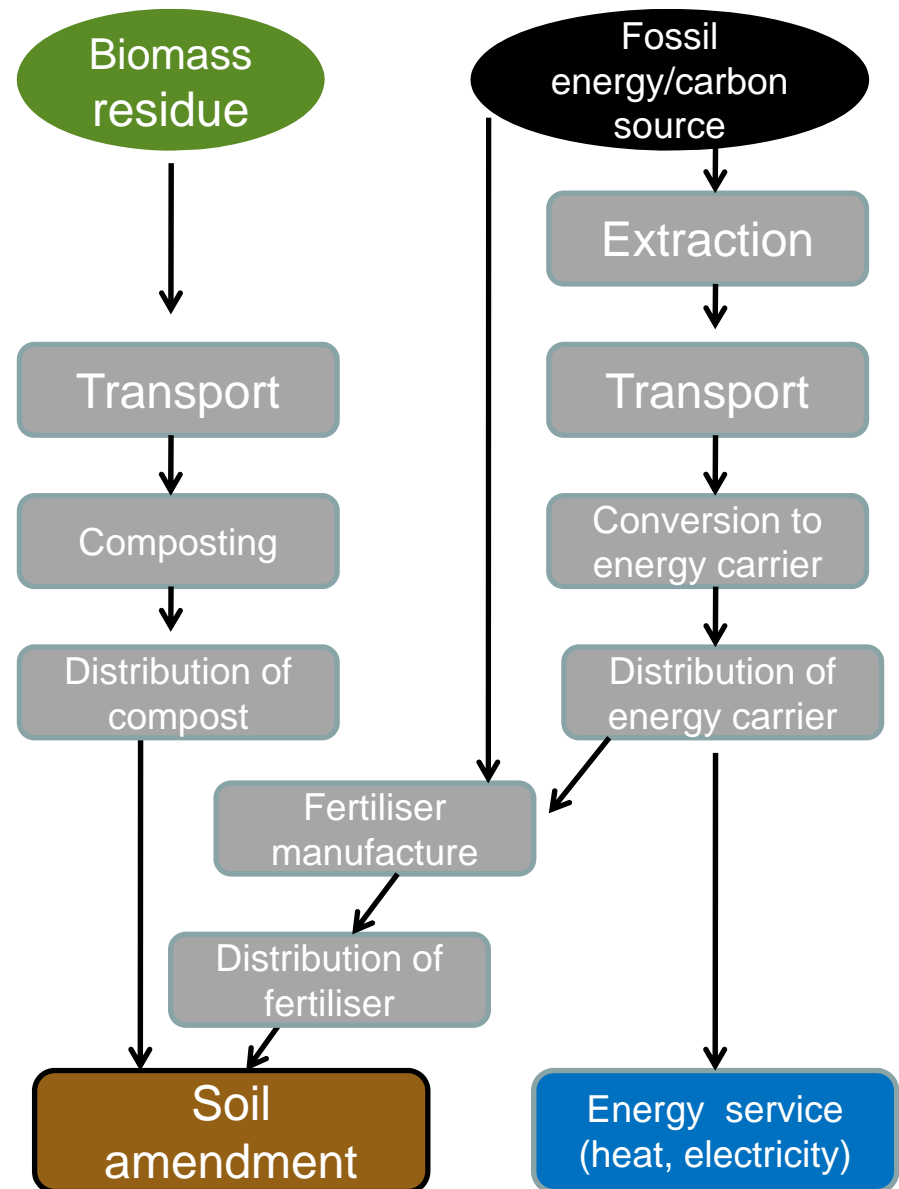 Biomass
residue
Fossil
energy/carbon
source
Extraction
Transport
Transport
Composting
Conversion to
energy carrier
Distribution of
compost
Distribution of
energy carrier
Fertiliser
manufacture
Distribution of
fertiliser
Soil
amendment
Energy service
(heat, electricity)